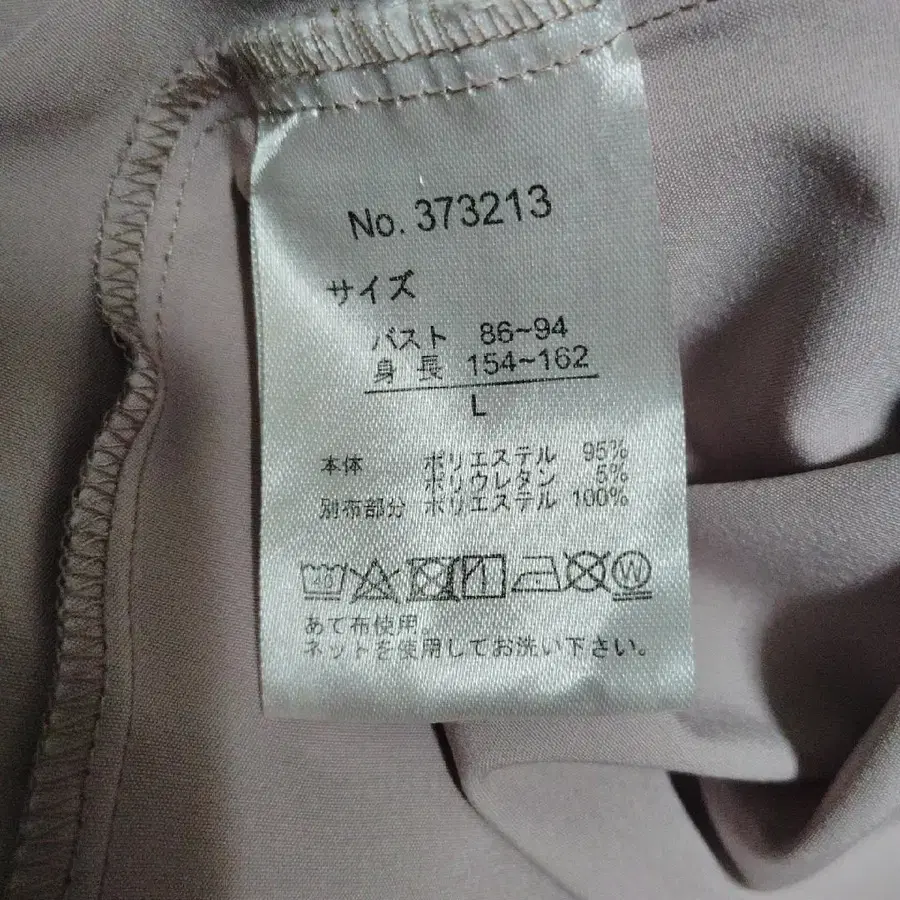 No. 373213
サイズ
バスト 86~94
身長 154~162
L
本体 ポリエステル 95%
ポリウレタン 5%
別布部分 ポリエステル 100%
40 W
あて布使用
ネットを使用してお洗い下さい。